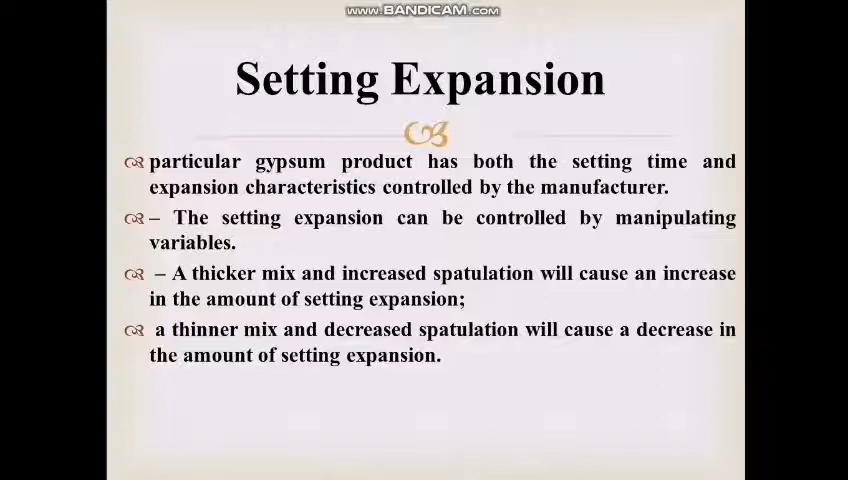 www.BANDICAM.com
Setting Expansion
particular gypsum product has both the setting time and
expansion characteristics controlled by the manufacturer.
– The setting expansion can be controlled by manipulating
variables.
– A thicker mix and increased spatulation will cause an increase
in the amount of setting expansion;
a thinner mix and decreased spatulation will cause a decrease in
the amount of setting expansion.